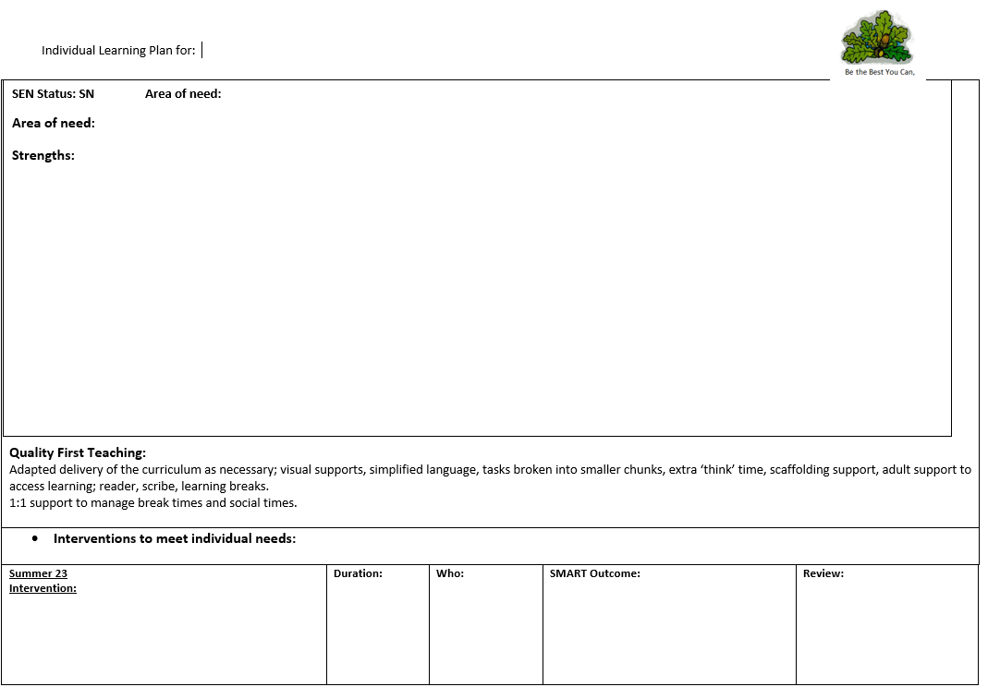 Be the Best You Can,
Individual Learning Plan for:
SEN Status: SN Area of need:
Area of need:
Strengths:
Quality First Teaching:
Adapted delivery of the curriculum as necessary; visual supports, simplified language, tasks broken into smaller chunks, extra ‘think’ time, scaffolding support, adult support to
access learning; reader, scribe, learning breaks.
1:1 support to manage break times and social times.
• Interventions to meet individual needs:
Summer 23
Intervention:
Duration:
Who:
SMART Outcome:
Review: